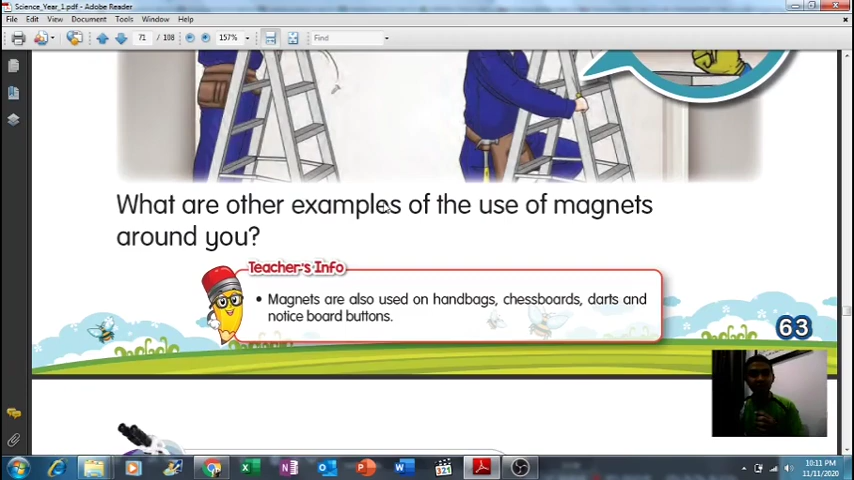 Science_Year_1.pdf - Adobe Reader
File Edit View Document Tools Window Help
71 / 108 157% Find
What are other examples of the use of magnets
around you?
Teacher's Info
• Magnets are also used on handbags, chessboards, darts and
notice board buttons.
63
321
10:11 PM
11/11/2020